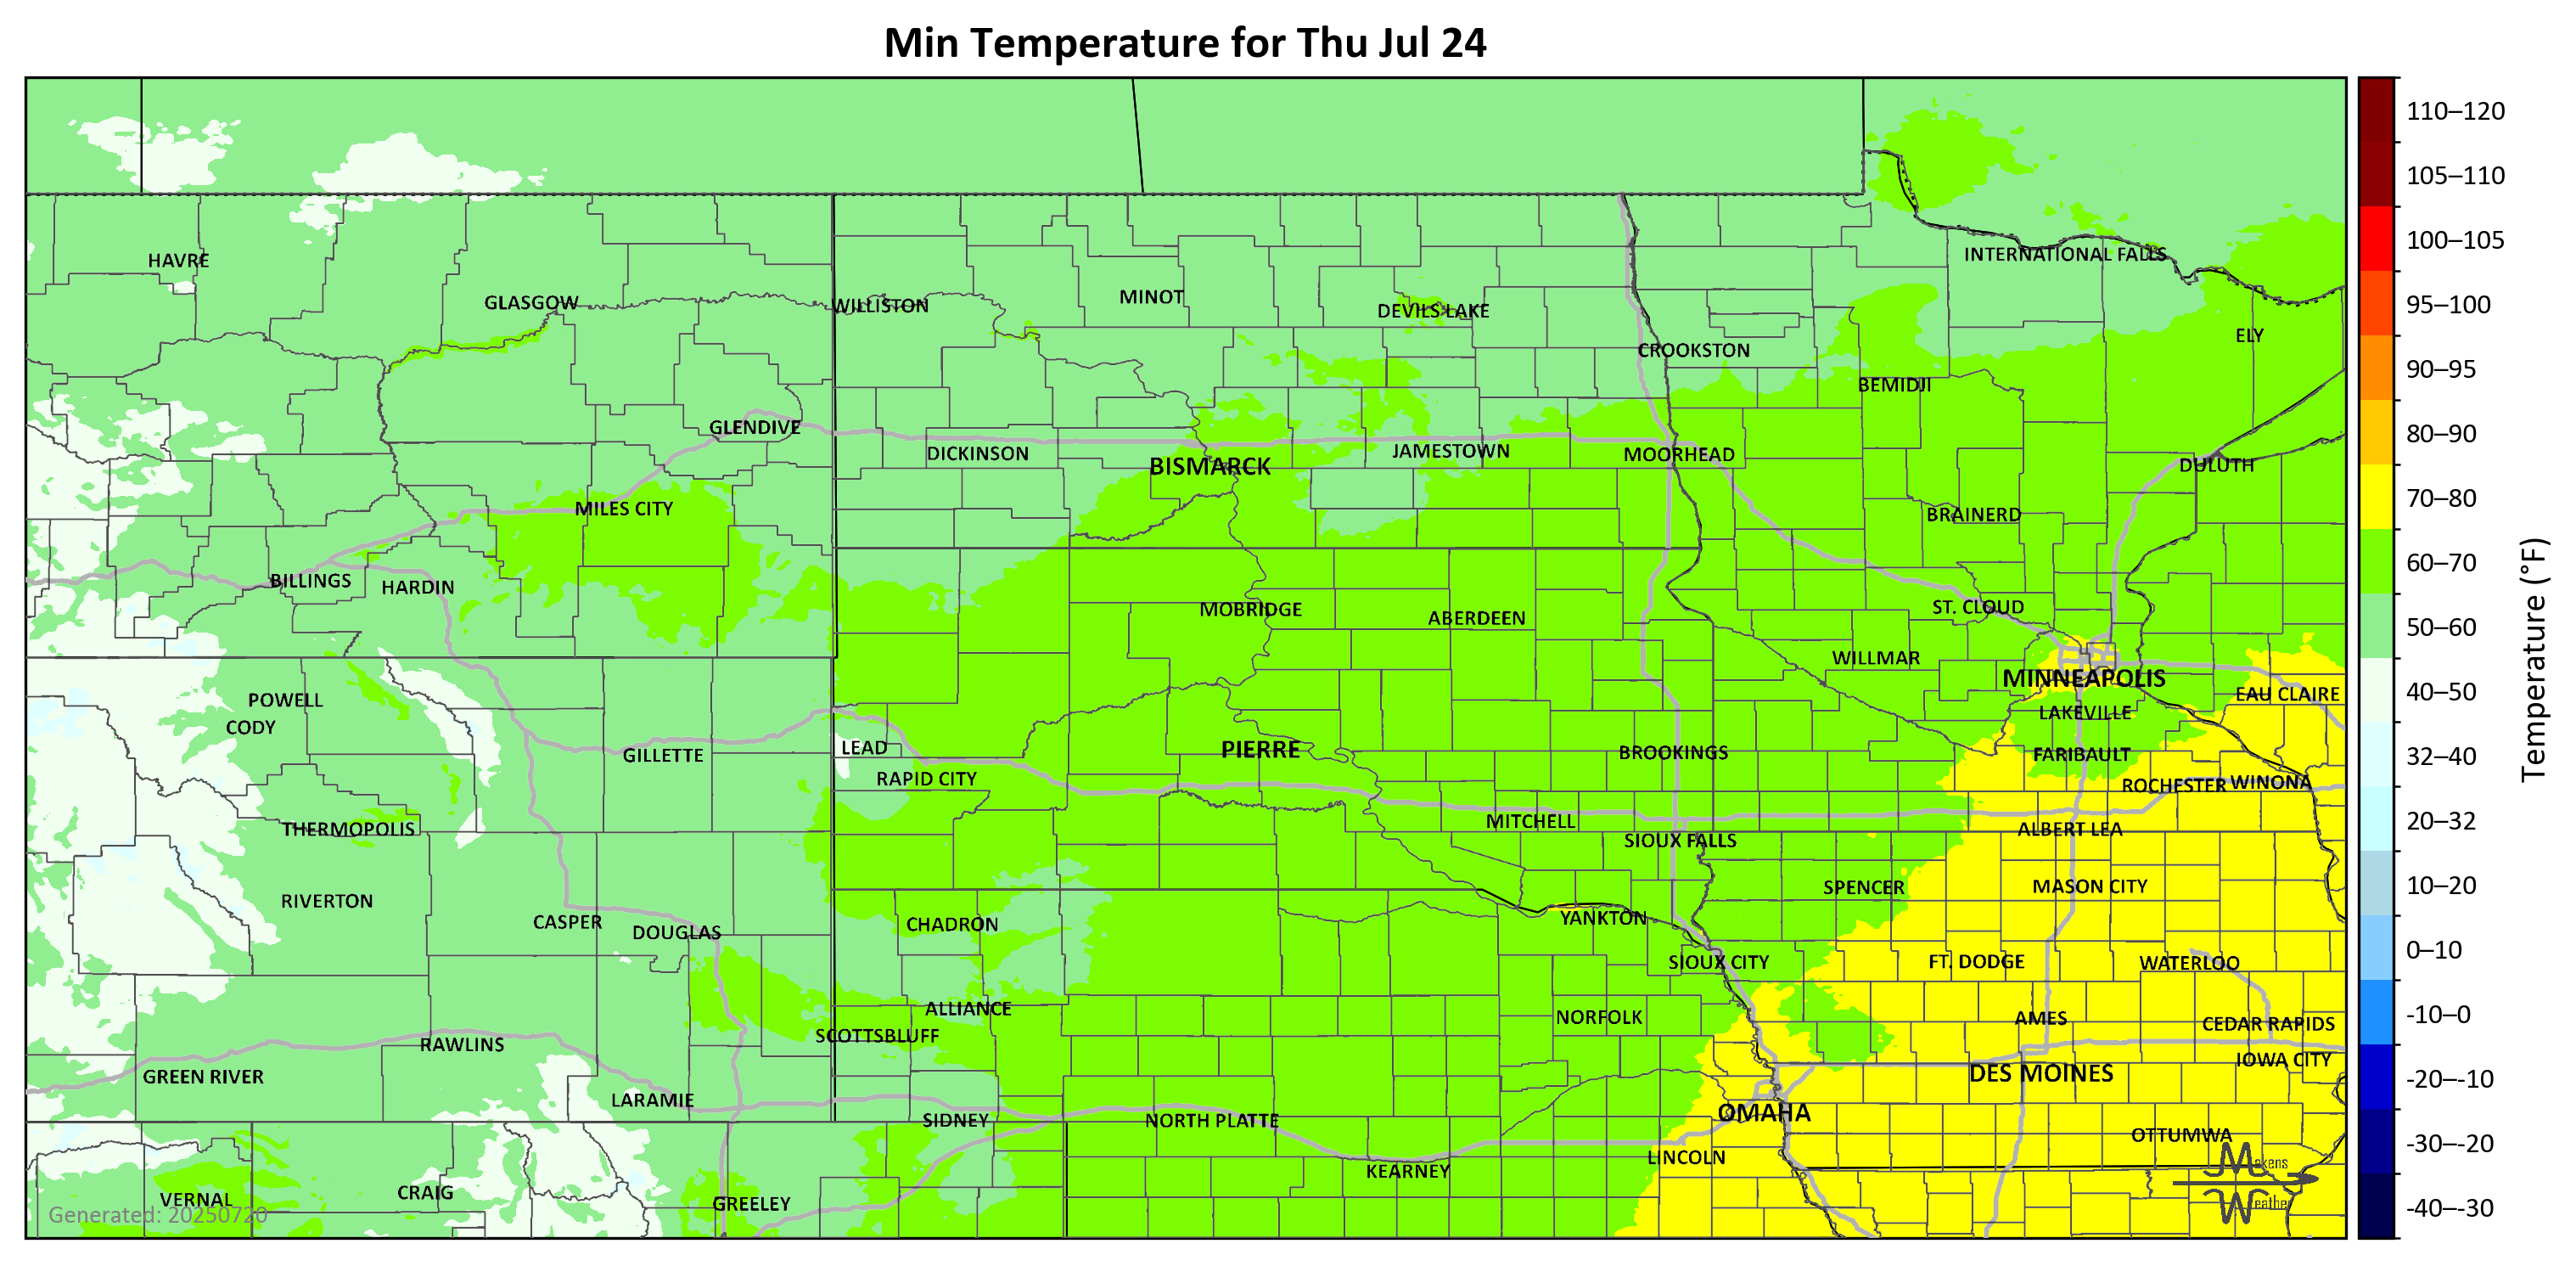 Min Temperature for Thu Jul 24
110–120
105–110
100–105
95–100
90–95
80–90
70–80
60–70
50–60
40–50
32–40
20–32
10–20
0–10
-10–0
-20–-10
-30–-20
-40–-30
Temperature (°F)
HAVRE
INTERNATIONAL FALLS
GLASGOW
WILLISTON
MINOT
DEVILS LAKE
ELY
CROOKSTON
BEMIDJI
GLENDIVE
DICKINSON
BISMARCK
JAMESTOWN
MOORHEAD
DULUTH
MILES CITY
BRAINERD
BILLINGS
HARDIN
MOBRIDGE
ABERDEEN
ST. CLOUD
WILLMAR
MINNEAPOLIS
EAU CLAIRE
POWELL
CODY
LAKEVILLE
GILLETTE
LEAD
PIERRE
BROOKINGS
FARIBAULT
RAPID CITY
ROCHESTER
WINONA
THERMOPOLIS
MITCHELL
SIOUX FALLS
ALBERT LEA
RIVERTON
SPENCER
MASON CITY
CASPER
DOUGLAS
CHADRON
YANKTON
SIOUX CITY
FT. DODGE
WATERLOO
ALLIANCE
SCOTTSBLUFF
NORFOLK
AMES
CEDAR RAPIDS
RAWLINS
IOWA CITY
GREEN RIVER
DES MOINES
LARAMIE
SIDNEY
NORTH PLATTE
OMAHA
OTTUMWA
LINCOLN
KEARNEY
VERNAL
CRAIG
GREELEY
Generated: 20250720
Makens
Weather